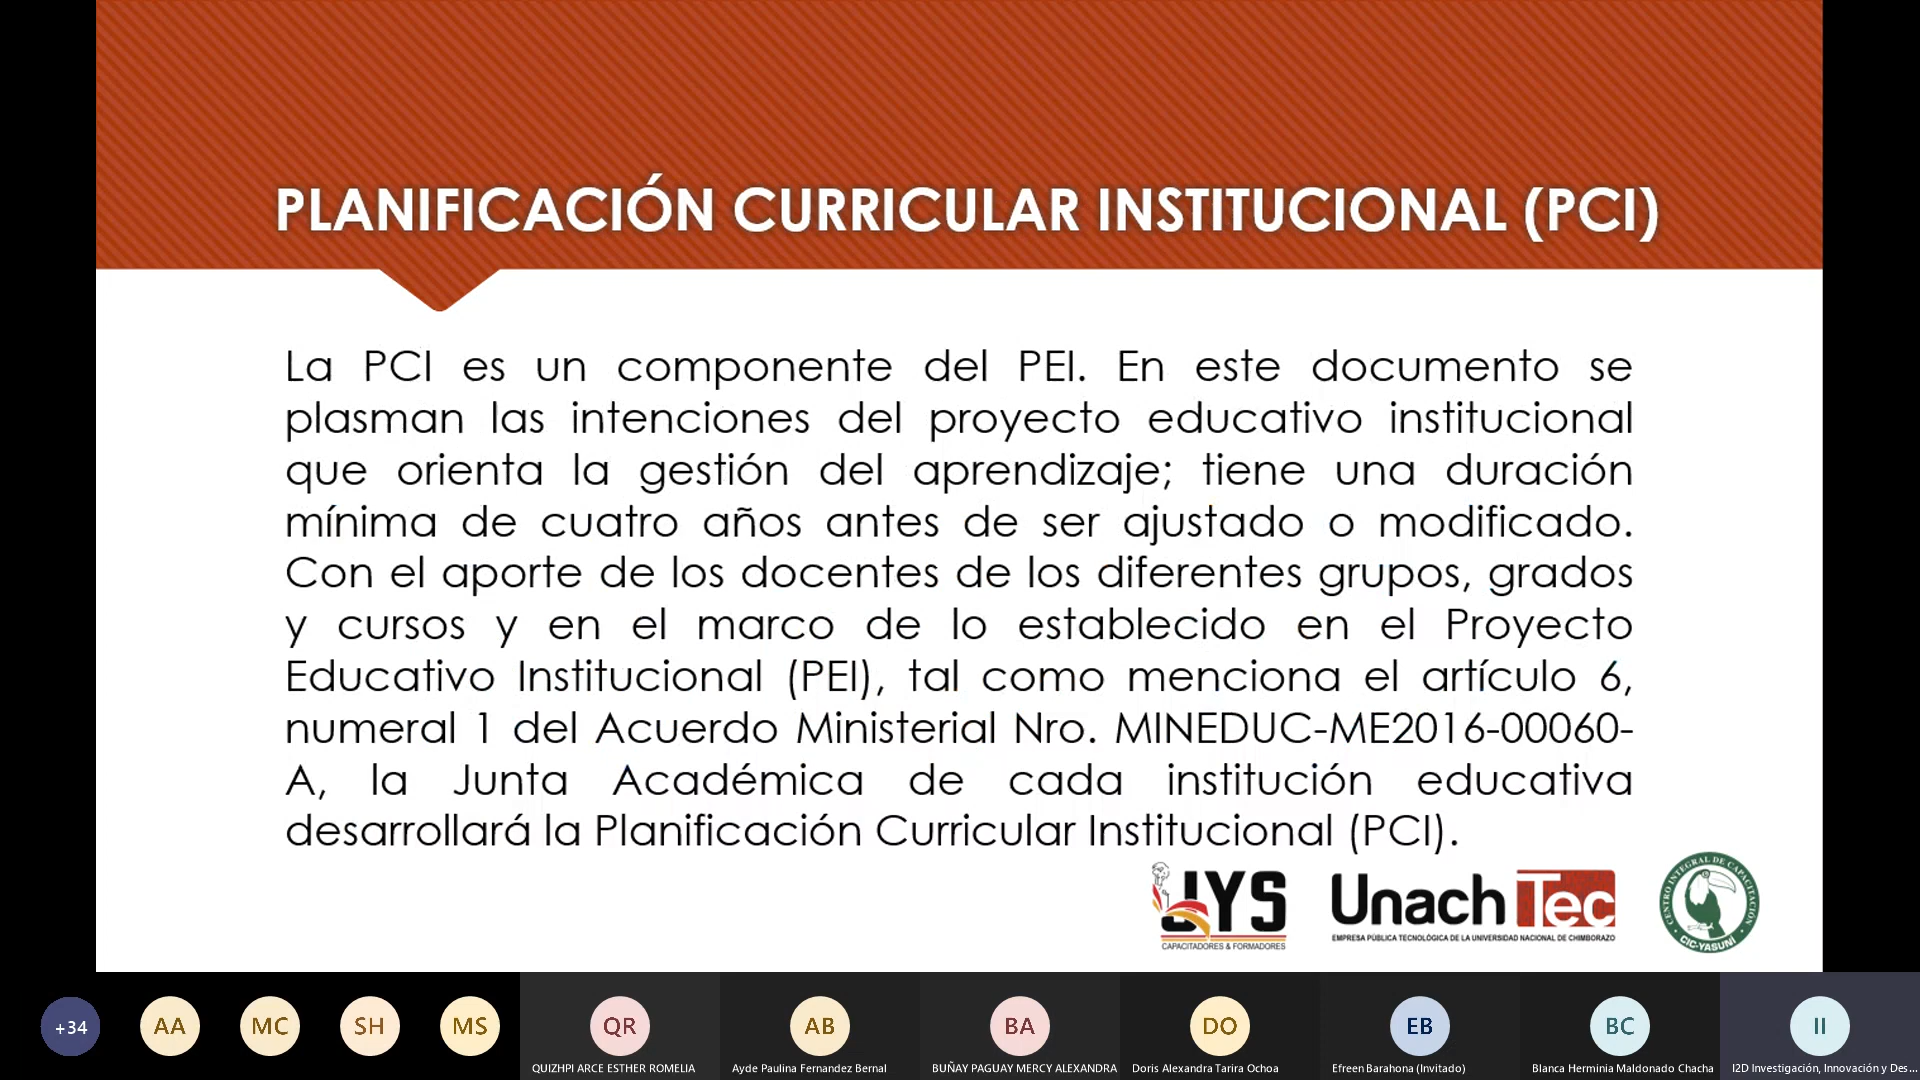 PLANIFICACIÓN CURRICULAR INSTITUCIONAL (PCI)
La PCI es un componente del PEI. En este documento se
plasman las intenciones del proyecto educativo institucional
que orienta la gestión del aprendizaje; tiene una duración
mínima de cuatro años antes de ser ajustado o modificado.
Con el aporte de los docentes de los diferentes grupos, grados
y cursos y en el marco de lo establecido en el Proyecto
Educativo Institucional (PEI), tal como menciona el artículo 6,
numeral 1 del Acuerdo Ministerial Nro. MINEDUC-ME2016-00060-
A, la Junta Académica de cada institución educativa
desarrollará la Planificación Curricular Institucional (PCI).
JYS
CAPACITADORES & FORMADORES
UnachTec
EMPRESA PÚBLICA TECNOLÓGICA DE LA UNIVERSIDAD NACIONAL DE CHIMBORAZO
CENTRO INTEGRAL DE CAPACITACIÓN
CIC-YASUNÍ
+34
AA
MC
SH
MS
QR
AB
BA
DO
EB
BC
II
QUIZHPI ARCE ESTHER ROMELIA
Ayde Paulina Fernandez Bernal
BUÑAY PAGUAY MERCY ALEXANDRA
Doris Alexandra Tarira Ochoa
Efreen Barahona (Invitado)
Blanca Herminia Maldonado Chacha
I2D Investigación, Innovación y Des...